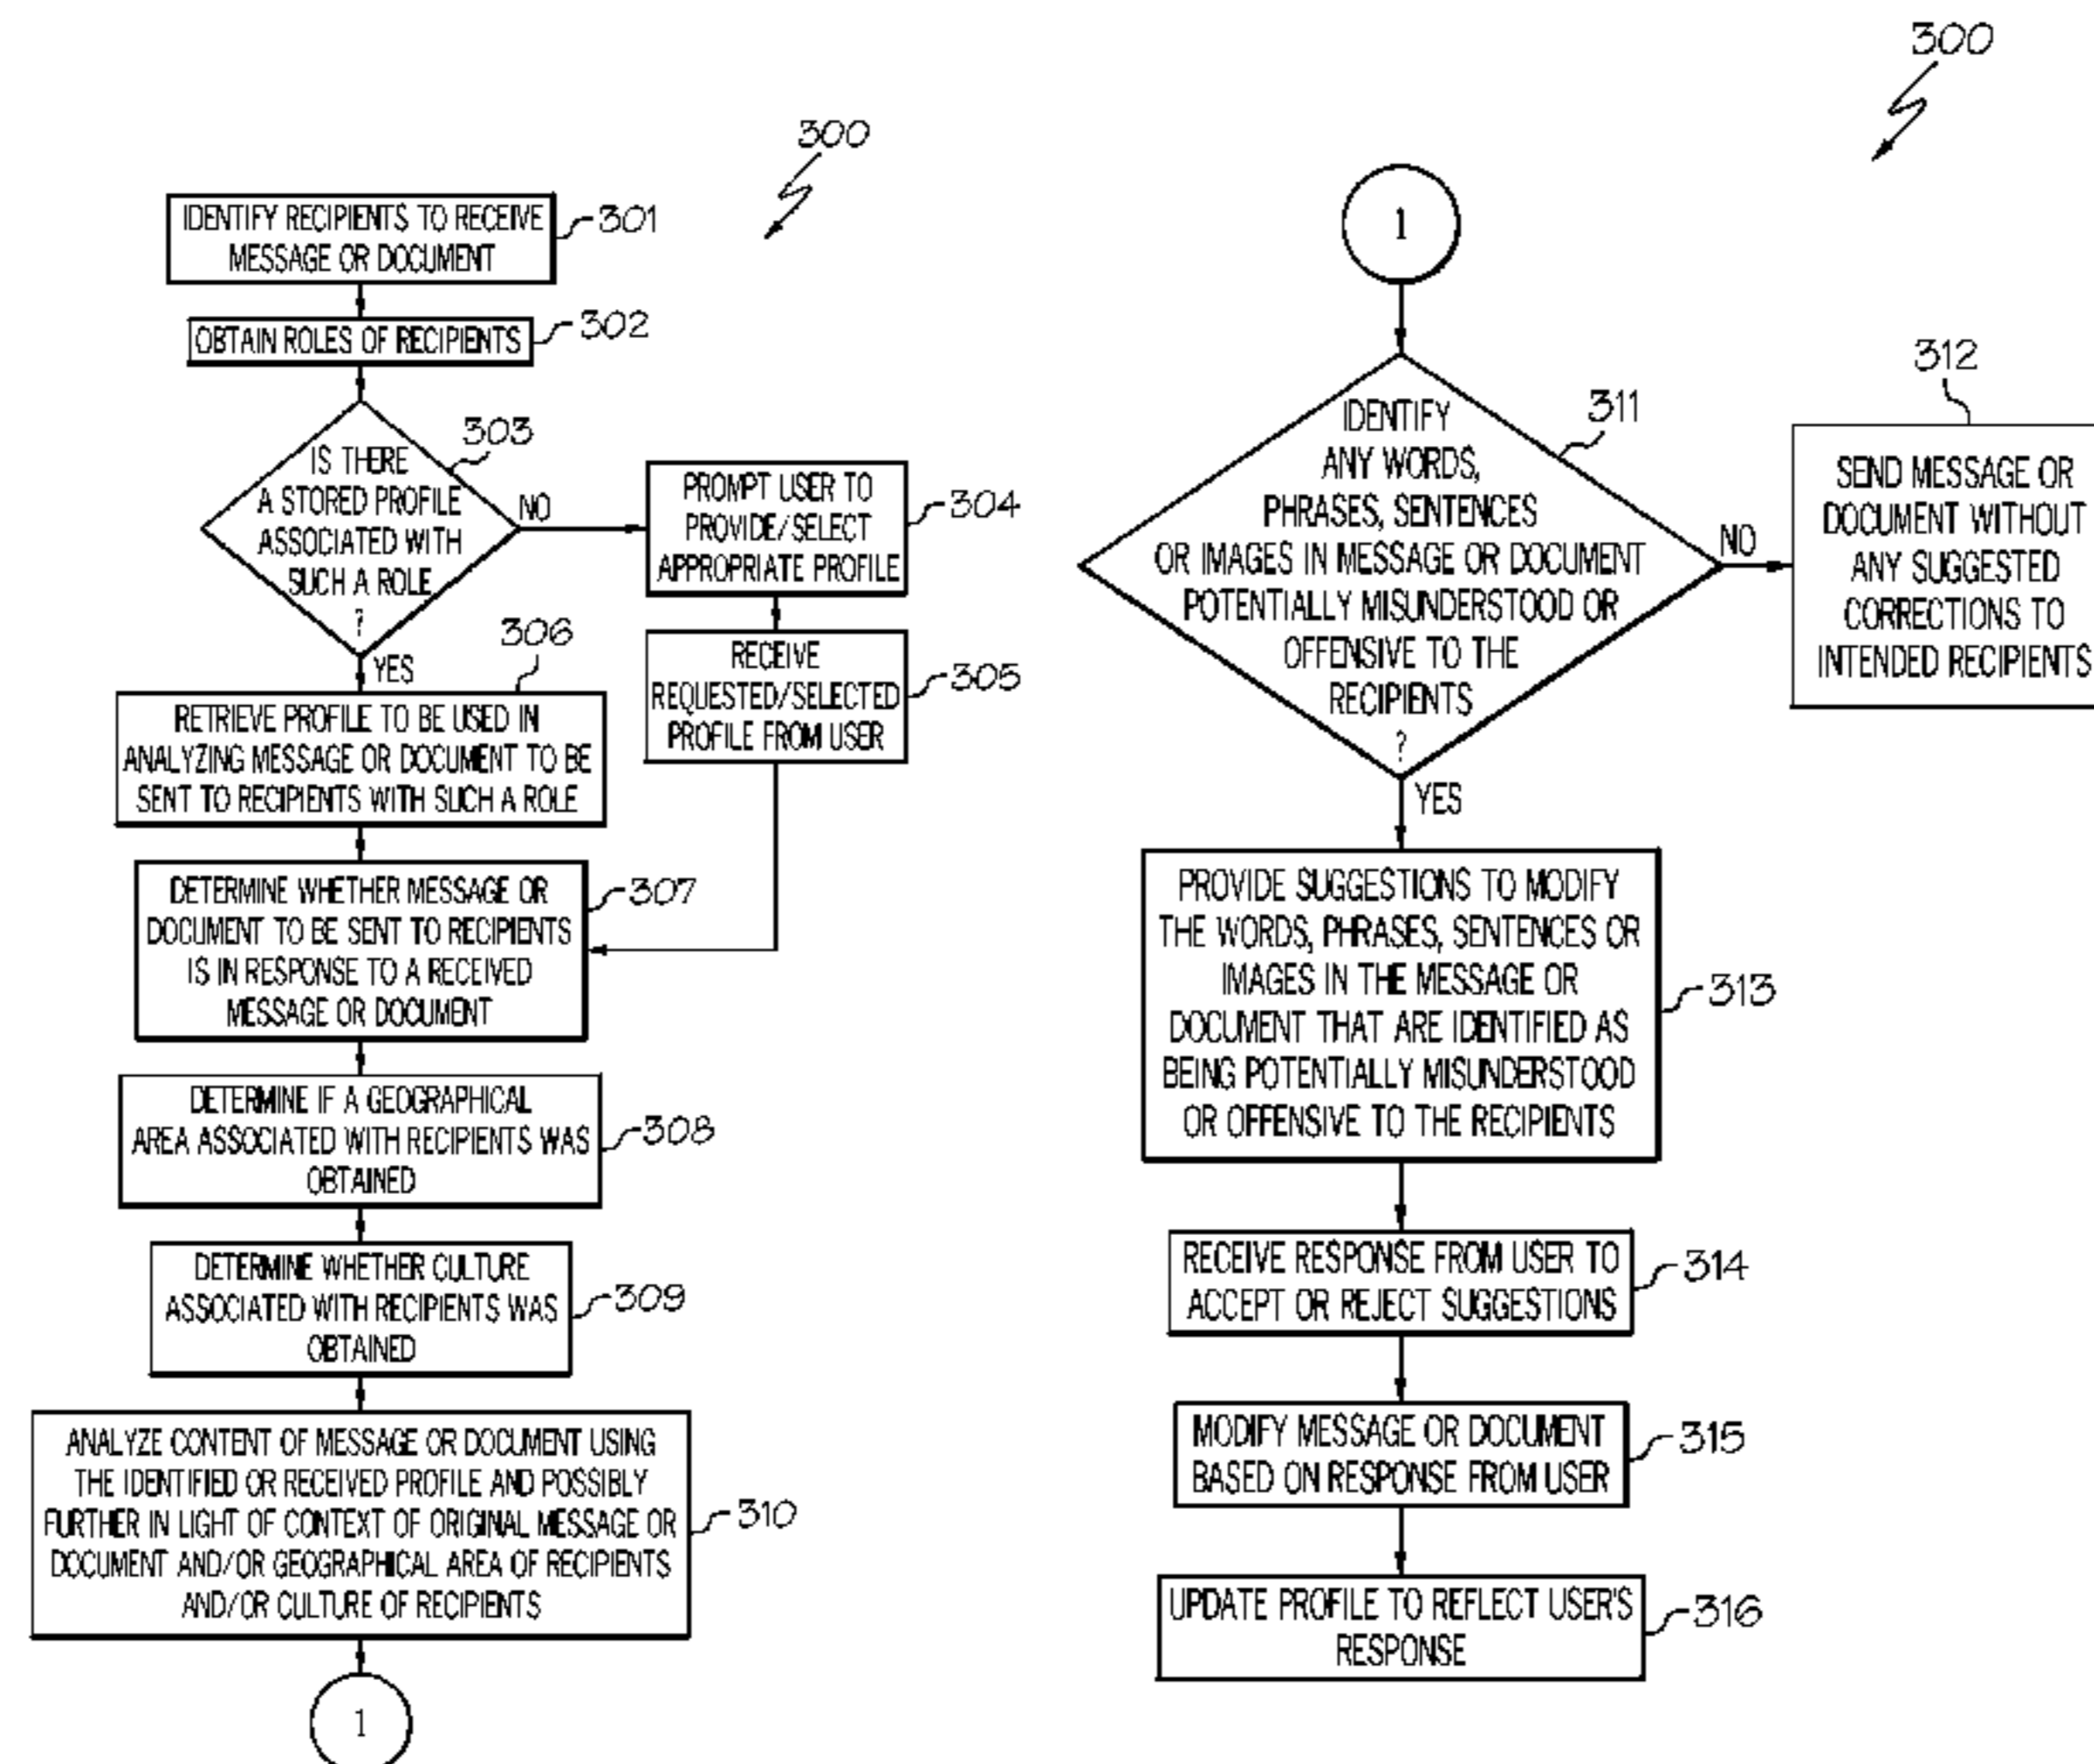 300
IDENTIFY RECIPIENTS TO RECEIVE
MESSAGE OR DOCUMENT
301
OBTAIN ROLES OF RECIPIENTS
302
303
IS THERE
A STORED PROFILE
ASSOCIATED WITH
SUCH A ROLE
?
NO
YES
PROMPT USER TO
PROVIDE/SELECT
APPROPRIATE PROFILE
304
RECEIVE
REQUESTED/SELECTED
PROFILE FROM USER
305
306
RETRIEVE PROFILE TO BE USED IN
ANALYZING MESSAGE OR DOCUMENT TO BE
SENT TO RECIPIENTS WITH SUCH A ROLE
DETERMINE WHETHER MESSAGE OR
DOCUMENT TO BE SENT TO RECIPIENTS
IS IN RESPONSE TO A RECEIVED
MESSAGE OR DOCUMENT
307
DETERMINE IF A GEOGRAPHICAL
AREA ASSOCIATED WITH RECIPIENTS WAS
OBTAINED
308
DETERMINE WHETHER CULTURE
ASSOCIATED WITH RECIPIENTS WAS
OBTAINED
309
ANALYZE CONTENT OF MESSAGE OR DOCUMENT USING
THE IDENTIFIED OR RECEIVED PROFILE AND POSSIBLY
FURTHER IN LIGHT OF CONTEXT OF ORIGINAL MESSAGE OR
DOCUMENT AND/OR GEOGRAPHICAL AREA OF RECIPIENTS
AND/OR CULTURE OF RECIPIENTS
310
1
300
1
IDENTIFY
ANY WORDS,
PHRASES, SENTENCES
OR IMAGES IN MESSAGE OR DOCUMENT
POTENTIALLY MISUNDERSTOOD OR
OFFENSIVE TO THE
RECIPIENTS
?
311
NO
YES
312
SEND MESSAGE OR
DOCUMENT WITHOUT
ANY SUGGESTED
CORRECTIONS TO
INTENDED RECIPIENTS
PROVIDE SUGGESTIONS TO MODIFY
THE WORDS, PHRASES, SENTENCES OR
IMAGES IN THE MESSAGE OR
DOCUMENT THAT ARE IDENTIFIED AS
BEING POTENTIALLY MISUNDERSTOOD
OR OFFENSIVE TO THE RECIPIENTS
313
RECEIVE RESPONSE FROM USER TO
ACCEPT OR REJECT SUGGESTIONS
314
MODIFY MESSAGE OR DOCUMENT
BASED ON RESPONSE FROM USER
315
UPDATE PROFILE TO REFLECT USER'S
RESPONSE
316